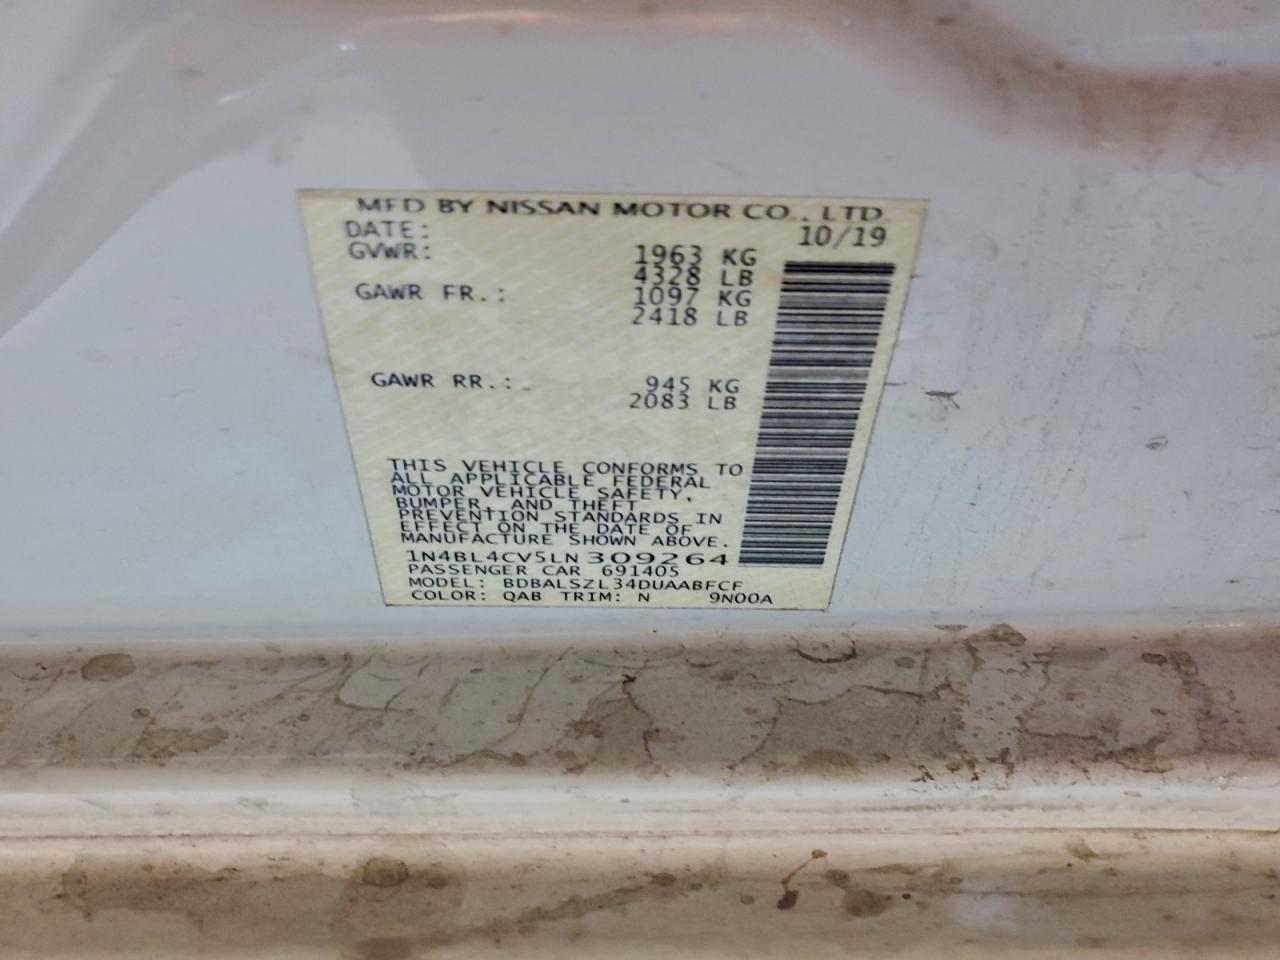 MFD BY NISSAN MOTOR CO., LTD.
DATE: 10/19
GVWR: 1963 KG
4328 LB
GAWR FR.: 1097 KG
2418 LB
GAWR RR.: 945 KG
2083 LB
THIS VEHICLE CONFORMS TO
ALL APPLICABLE FEDERAL
MOTOR VEHICLE SAFETY,
BUMPER, AND THEFT
PREVENTION STANDARDS IN
EFFECT ON THE DATE OF
MANUFACTURE SHOWN ABOVE.
1N4BL4CV5LN309264
PASSENGER CAR 691405
MODEL: BDBALSZL34DUAABFCF
COLOR: QAB TRIM: N 9N00A